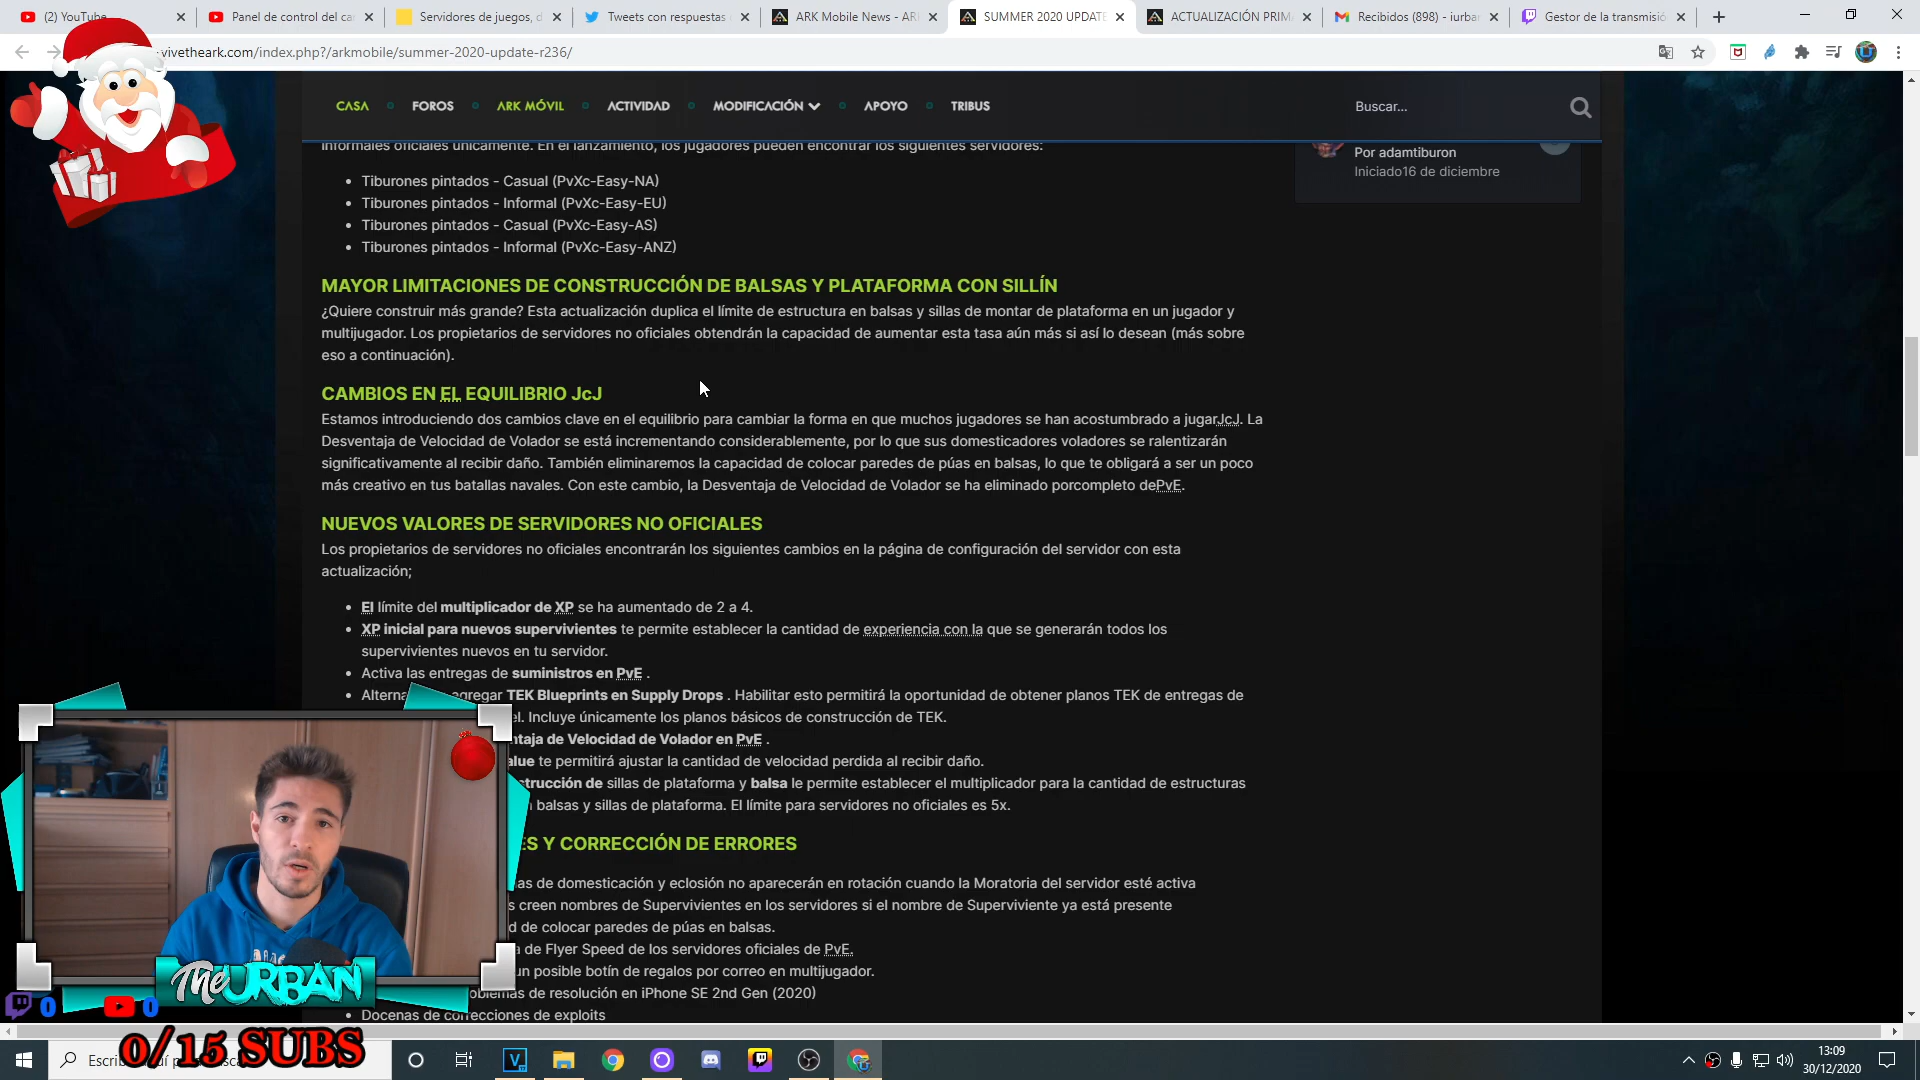 (2) YouTube
Panel de control del ca
Servidores de juegos, d
Tweets con respuestas
ARK Mobile News - AR
SUMMER 2020 UPDATE
ACTUALIZACIÓN PRIM
Recibidos (898) - iurba
Gestor de la transmisió
vivetheark.com/index.php?/arkmobile/summer-2020-update-r236/
CASA FOROS ARK MÓVIL ACTIVIDAD MODIFICACIÓN APOYO TRIBUS
Buscar...
informales oficiales únicamente. En el lanzamiento, los jugadores pueden encontrar los siguientes servidores:
Por adamtiburon
Iniciado16 de diciembre
• Tiburones pintados - Casual (PvXc-Easy-NA)
• Tiburones pintados - Informal (PvXc-Easy-EU)
• Tiburones pintados - Casual (PvXc-Easy-AS)
• Tiburones pintados - Informal (PvXc-Easy-ANZ)
MAYOR LIMITACIONES DE CONSTRUCCIÓN DE BALSAS Y PLATAFORMA CON SILLÍN
¿Quiere construir más grande? Esta actualización duplica el límite de estructura en balsas y sillas de montar de plataforma en un jugador y
multijugador. Los propietarios de servidores no oficiales obtendrán la capacidad de aumentar esta tasa aún más si así lo desean (más sobre
eso a continuación).
CAMBIOS EN EL EQUILIBRIO JcJ
Estamos introduciendo dos cambios clave en el equilibrio para cambiar la forma en que muchos jugadores se han acostumbrado a jugarJcJ. La
Desventaja de Velocidad de Volador se está incrementando considerablemente, por lo que sus domesticadores voladores se ralentizarán
significativamente al recibir daño. También eliminaremos la capacidad de colocar paredes de púas en balsas, lo que te obligará a ser un poco
más creativo en tus batallas navales. Con este cambio, la Desventaja de Velocidad de Volador se ha eliminado porcompleto dePvE.
NUEVOS VALORES DE SERVIDORES NO OFICIALES
Los propietarios de servidores no oficiales encontrarán los siguientes cambios en la página de configuración del servidor con esta
actualización;
• El límite del multiplicador de XP se ha aumentado de 2 a 4.
• XP inicial para nuevos supervivientes te permite establecer la cantidad de experiencia con la que se generarán todos los
supervivientes nuevos en tu servidor.
• Activa las entregas de suministros en PvE .
• Alterna agregar TEK Blueprints en Supply Drops . Habilitar esto permitirá la oportunidad de obtener planos TEK de entregas de
el. Incluye únicamente los planos básicos de construcción de TEK.
ntaja de Velocidad de Volador en PvE .
alue te permitirá ajustar la cantidad de velocidad perdida al recibir daño.
strucción de sillas de plataforma y balsa le permite establecer el multiplicador para la cantidad de estructuras
balsas y sillas de plataforma. El límite para servidores no oficiales es 5x.
ES Y CORRECCIÓN DE ERRORES
as de domesticación y eclosión no aparecerán en rotación cuando la Moratoria del servidor esté activa
s creen nombres de Supervivientes en los servidores si el nombre de Superviviente ya está presente
d de colocar paredes de púas en balsas.
a de Flyer Speed de los servidores oficiales de PvE.
un posible botín de regalos por correo en multijugador.
oblemas de resolución en iPhone SE 2nd Gen (2020)
• Docenas de correcciones de exploits
The URBAN
0
0
0/15 SUBS
13:09
30/12/2020